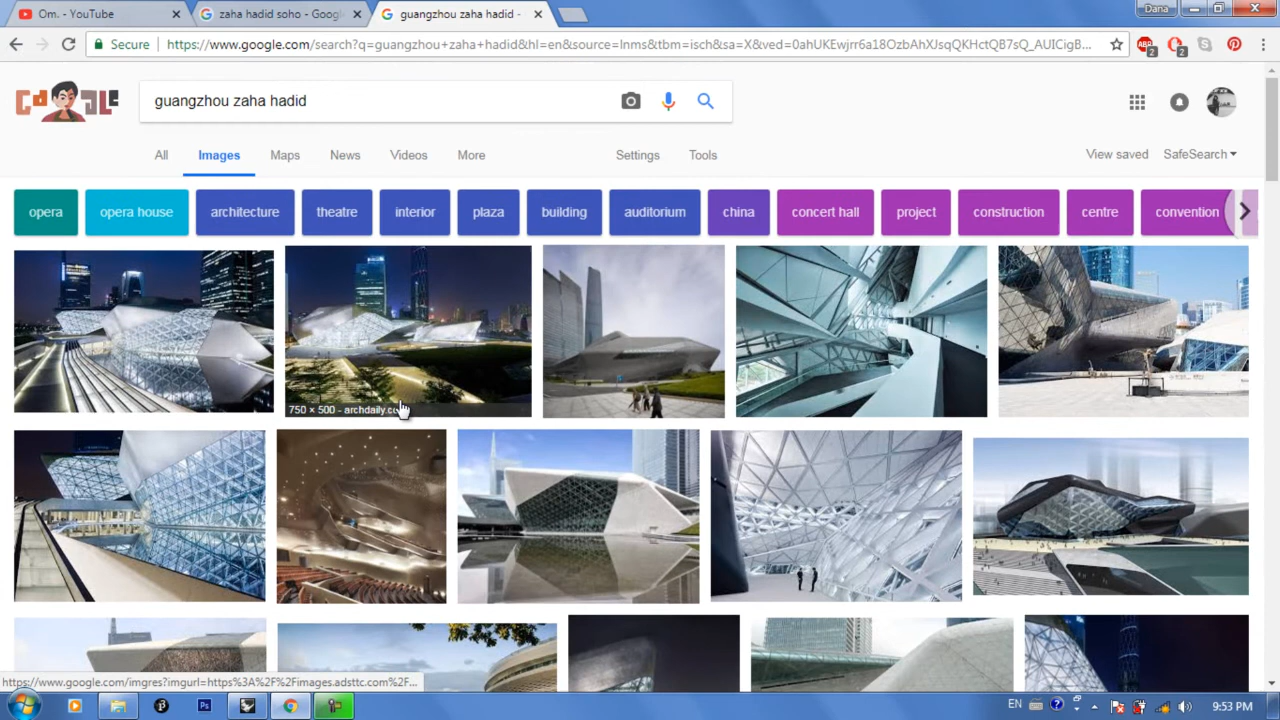 Om. - YouTube
zaha hadid soho - Goog
guangzhou zaha hadid -
Dana
Secure
https://www.google.com/search?q=guangzhou+zaha+hadid&hl=en&source=lnms&tbm=isch&sa=X&ved=
ABP
2
2
guangzhou zaha hadid
All
Images
Maps
News
Videos
More
Settings
Tools
View saved
SafeSearch
opera
opera house
architecture
theatre
interior
plaza
building
auditorium
china
concert hall
project
construction
centre
convention
750 × 500 - archdaily.c
https://www.google.com/imgres?imgurl=https%3A%2F%2Fimages.adsttc.com%2F...
Ps
EN
9:53 PM